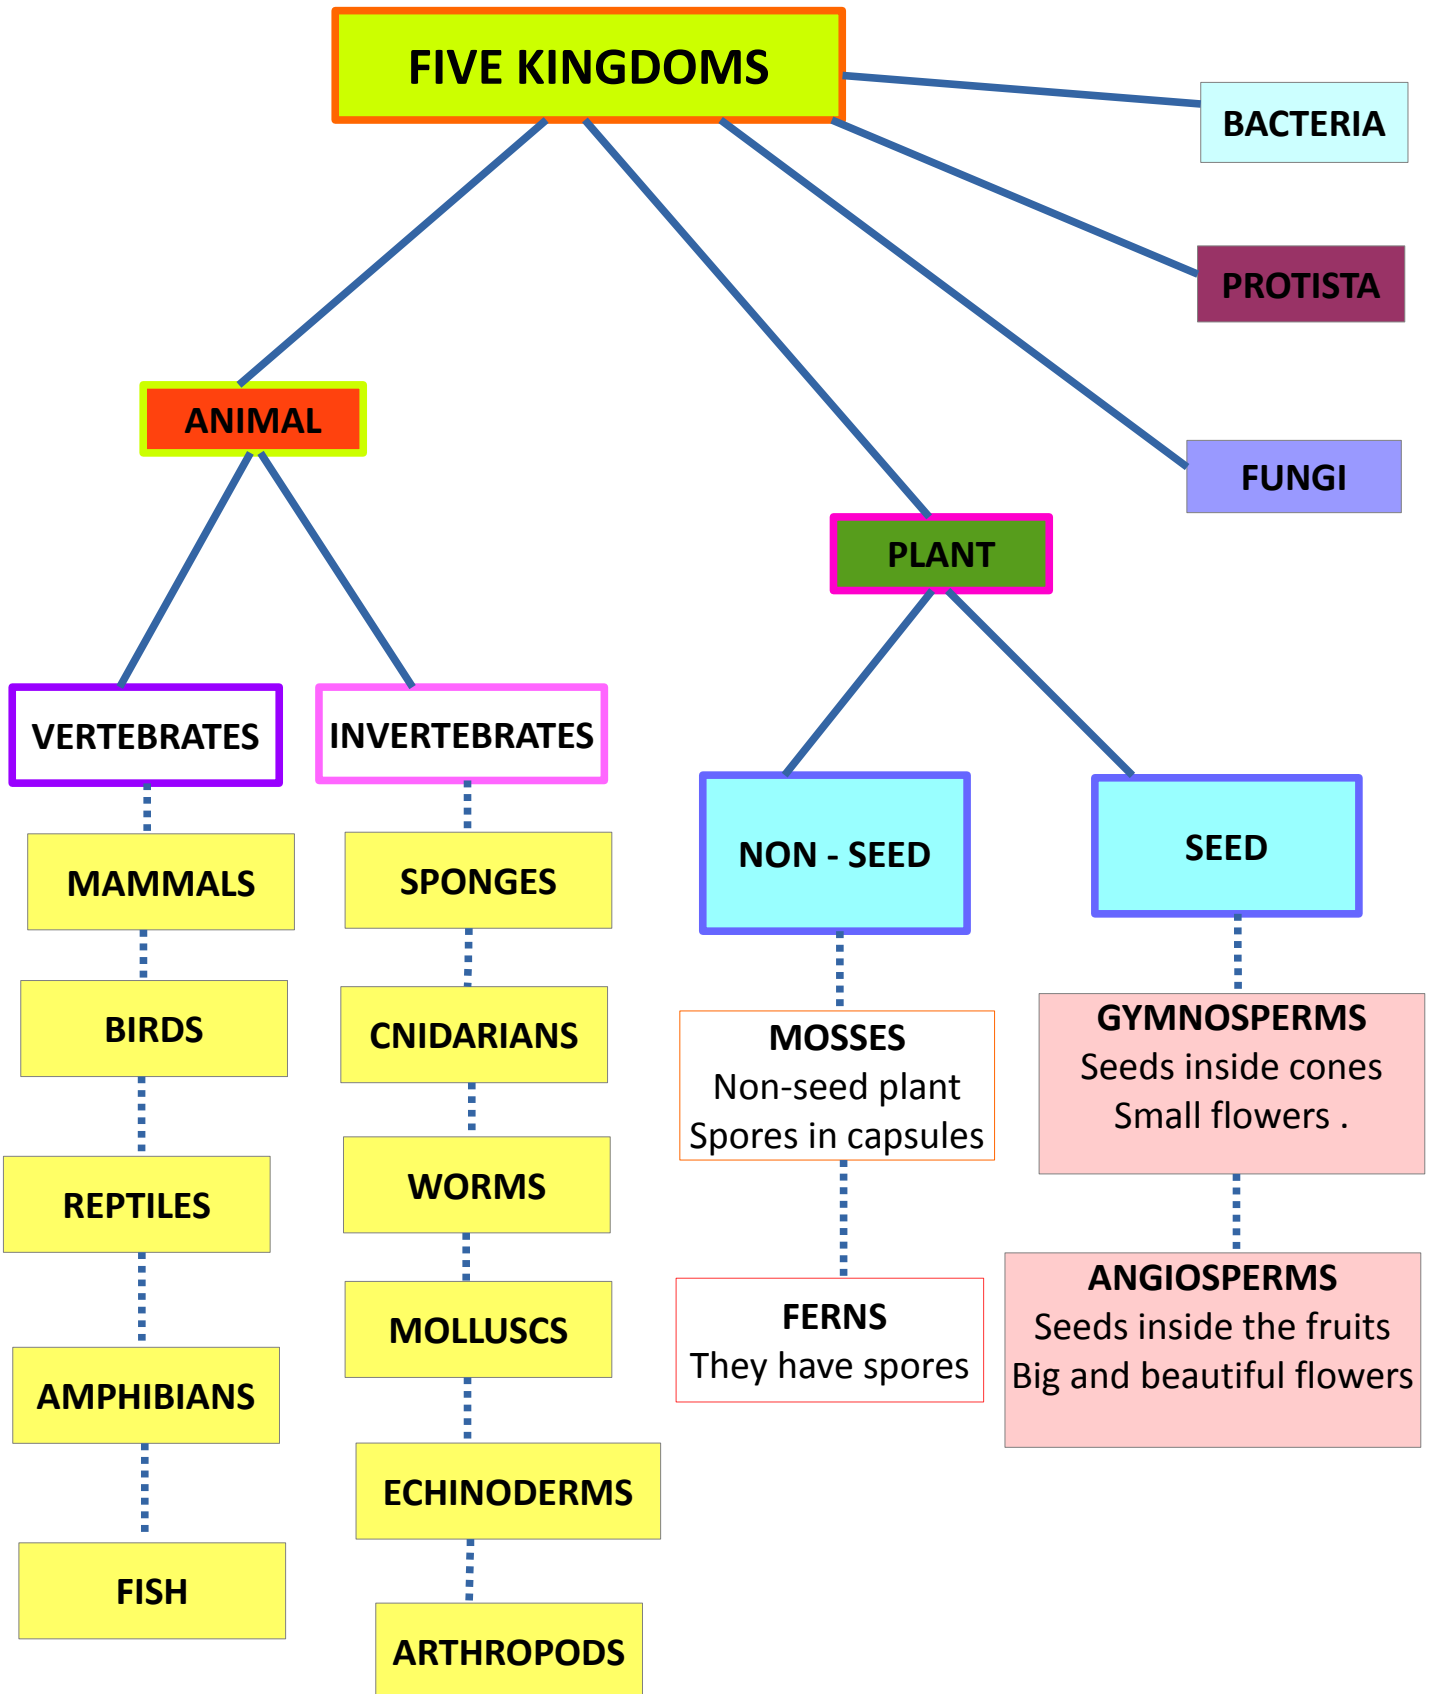 FIVE KINGDOMS
BACTERIA
PROTISTA
FUNGI
ANIMAL
PLANT
VERTEBRATES
INVERTEBRATES
NON - SEED
SEED
MAMMALS
BIRDS
REPTILES
AMPHIBIANS
FISH
SPONGES
CNIDARIANS
WORMS
MOLLUSCS
ECHINODERMS
ARTHROPODS
MOSSES
Non-seed plant
Spores in capsules
FERNS
They have spores
GYMNOSPERMS
Seeds inside cones
Small flowers .
ANGIOSPERMS
Seeds inside the fruits
Big and beautiful flowers